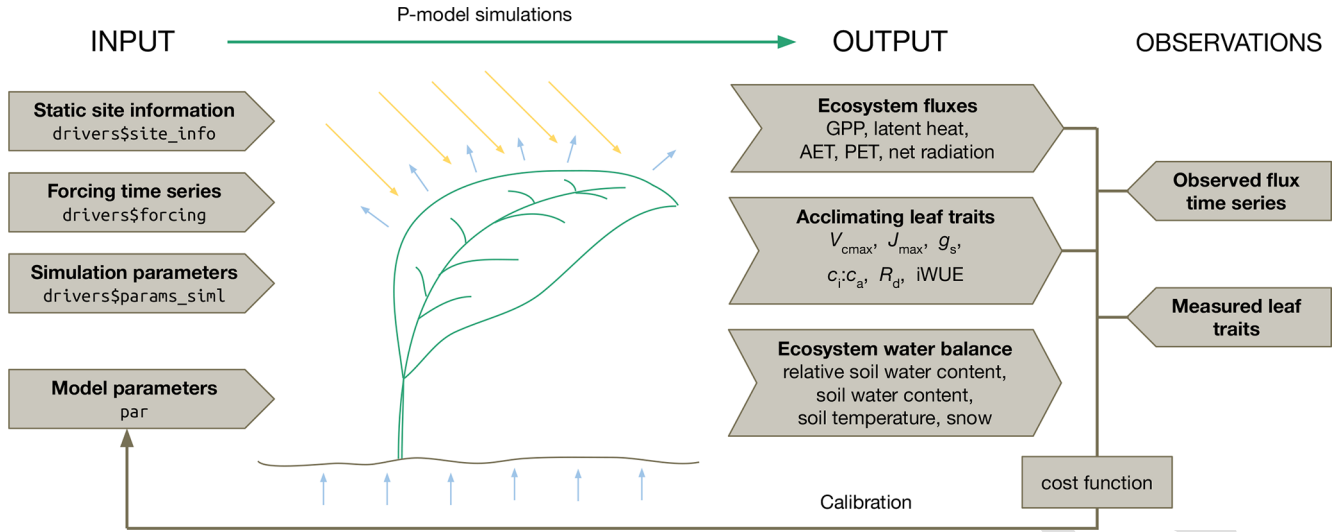 P-model simulations
INPUT
OUTPUT
OBSERVATIONS
Static site information
drivers$site_info
Forcing time series
drivers$forcing
Simulation parameters
drivers$params_siml
Model parameters
par
Ecosystem fluxes
GPP, latent heat,
AET, PET, net radiation
Acclimating leaf traits
Vcmax, Jmax, gs,
ci:ca, Rd, iWUE
Ecosystem water balance
relative soil water content,
soil water content,
soil temperature, snow
Observed flux
time series
Measured leaf
traits
cost function
Calibration